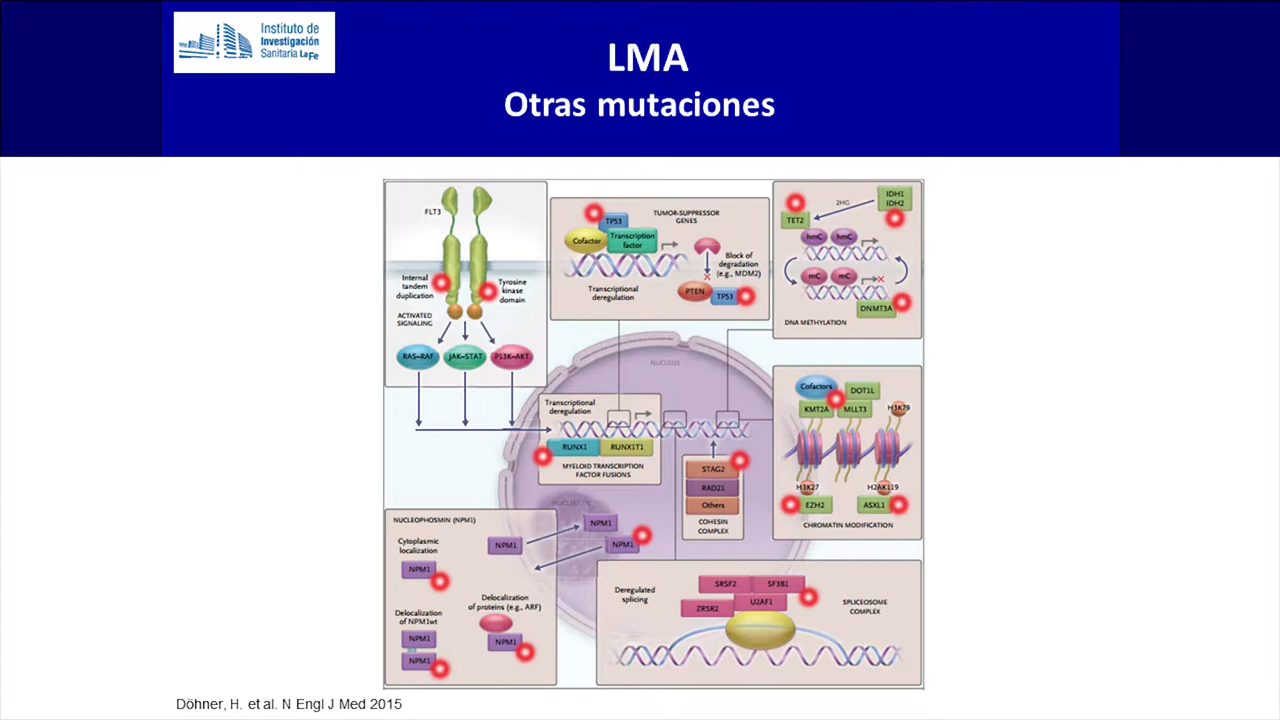 Instituto de
Investigación
Sanitaria La Fe
LMA
Otras mutaciones
FLT3
Internal
tandem
duplication
Tyrosine
kinase
domain
ACTIVATED
SIGNALING
RAS–RAF
JAK–STAT
P13K–AKT
TP53
TUMOR-SUPPRESSOR
GENES
Cofactor
Transcription
factor
Transcriptional
deregulation
Block of
degradation
(e.g., MDM2)
PTEN
TP53
IDH1
IDH2
2HG
TET2
hmC
hmC
mC
mC
DNMT3A
DNA METHYLATION
NUCLEUS
Transcriptional
deregulation
RUNX1
RUNX1T1
MYELOID TRANSCRIPTION
FACTOR FUSIONS
STAG2
RAD21
Others
COHESIN
COMPLEX
Cofactors
DOT1L
KMT2A
MLLT3
H3K79
H3K27
H2AK119
EZH2
ASXL1
CHROMATIN MODIFICATION
NUCLEOLUS
NUCLEOPHOSMIN (NPM1)
Cytoplasmic
localization
NPM1
NPM1
NPM1
NPM1
Delocalization
of NPM1wt
NPM1
NPM1
Delocalization
of proteins (e.g., ARF)
NPM1
Deregulated
splicing
SRSF2
SF3B1
ZRSR2
U2AF1
SPLICEOSOME
COMPLEX
Döhner, H. et al. N Engl J Med 2015